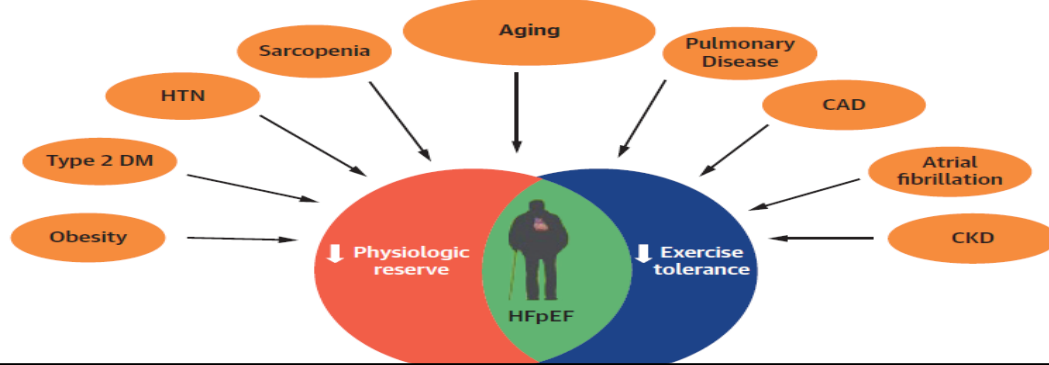 Aging
Sarcopenia
Pulmonary
Disease
HTN
CAD
Type 2 DM
Atrial
fibrillation
Obesity
CKD
Physiologic
reserve
Exercise
tolerance
HFpEF